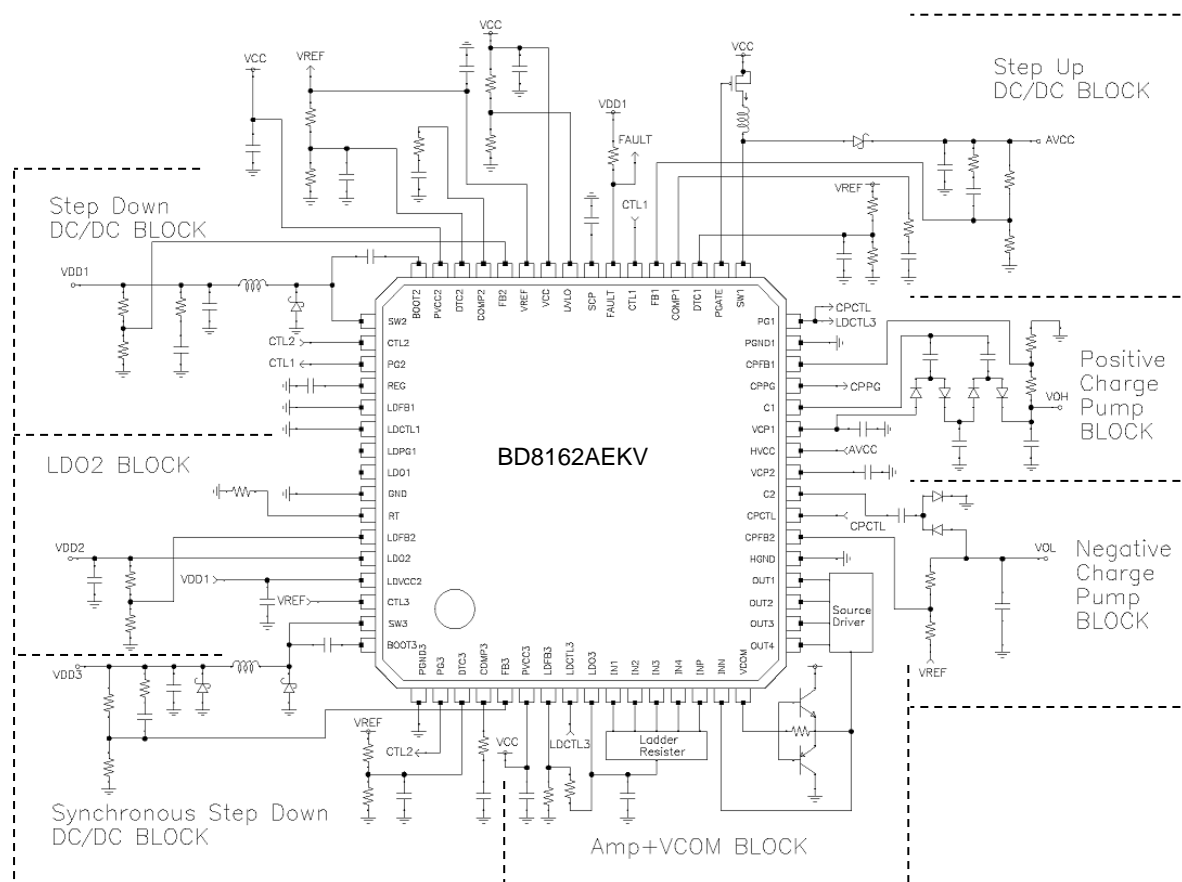 VCC
VREF
VCC
VDD1
FAULT
CTL1
VCC
VREF
AVCC
Step Up
DC/DC BLOCK
Step Down
DC/DC BLOCK
VDD1
BOOT2
PVCC2
DTC2
COMP2
FB2
VREF
VCC
UVLO
SCP
FAULT
CTL1
FB1
COMP1
DTC1
PGATE
SW1
CTL2
CTL1
SW2
CTL2
PG2
REG
LDFB1
LDCTL1
LDPG1
LDO1
GND
RT
LDFB2
LDO2
LDVCC2
CTL3
SW3
BOOT3
BD8162AEKV
PG1
PGND1
CPFB1
CPPG
C1
VCP1
HVCC
VCP2
C2
CPCTL
CPFB2
HGND
OUT1
OUT2
OUT3
OUT4
CPCTL
LDCTL3
CPPG
AVCC
CPCTL
VOH
Positive
Charge
Pump
BLOCK
LDO2 BLOCK
VDD2
VDD1
VREF
VOL
Negative
Charge
Pump
BLOCK
VREF
Source
Driver
VDD3
PGND3
PG3
DTC3
COMP3
FB3
PVCC3
LDFB3
LDCTL3
LDO3
IN1
IN2
IN3
IN4
INP
INN
VCOM
VREF
CTL2
VCC
LDCTL3
Ladder
Resister
Synchronous Step Down
DC/DC BLOCK
Amp+VCOM BLOCK